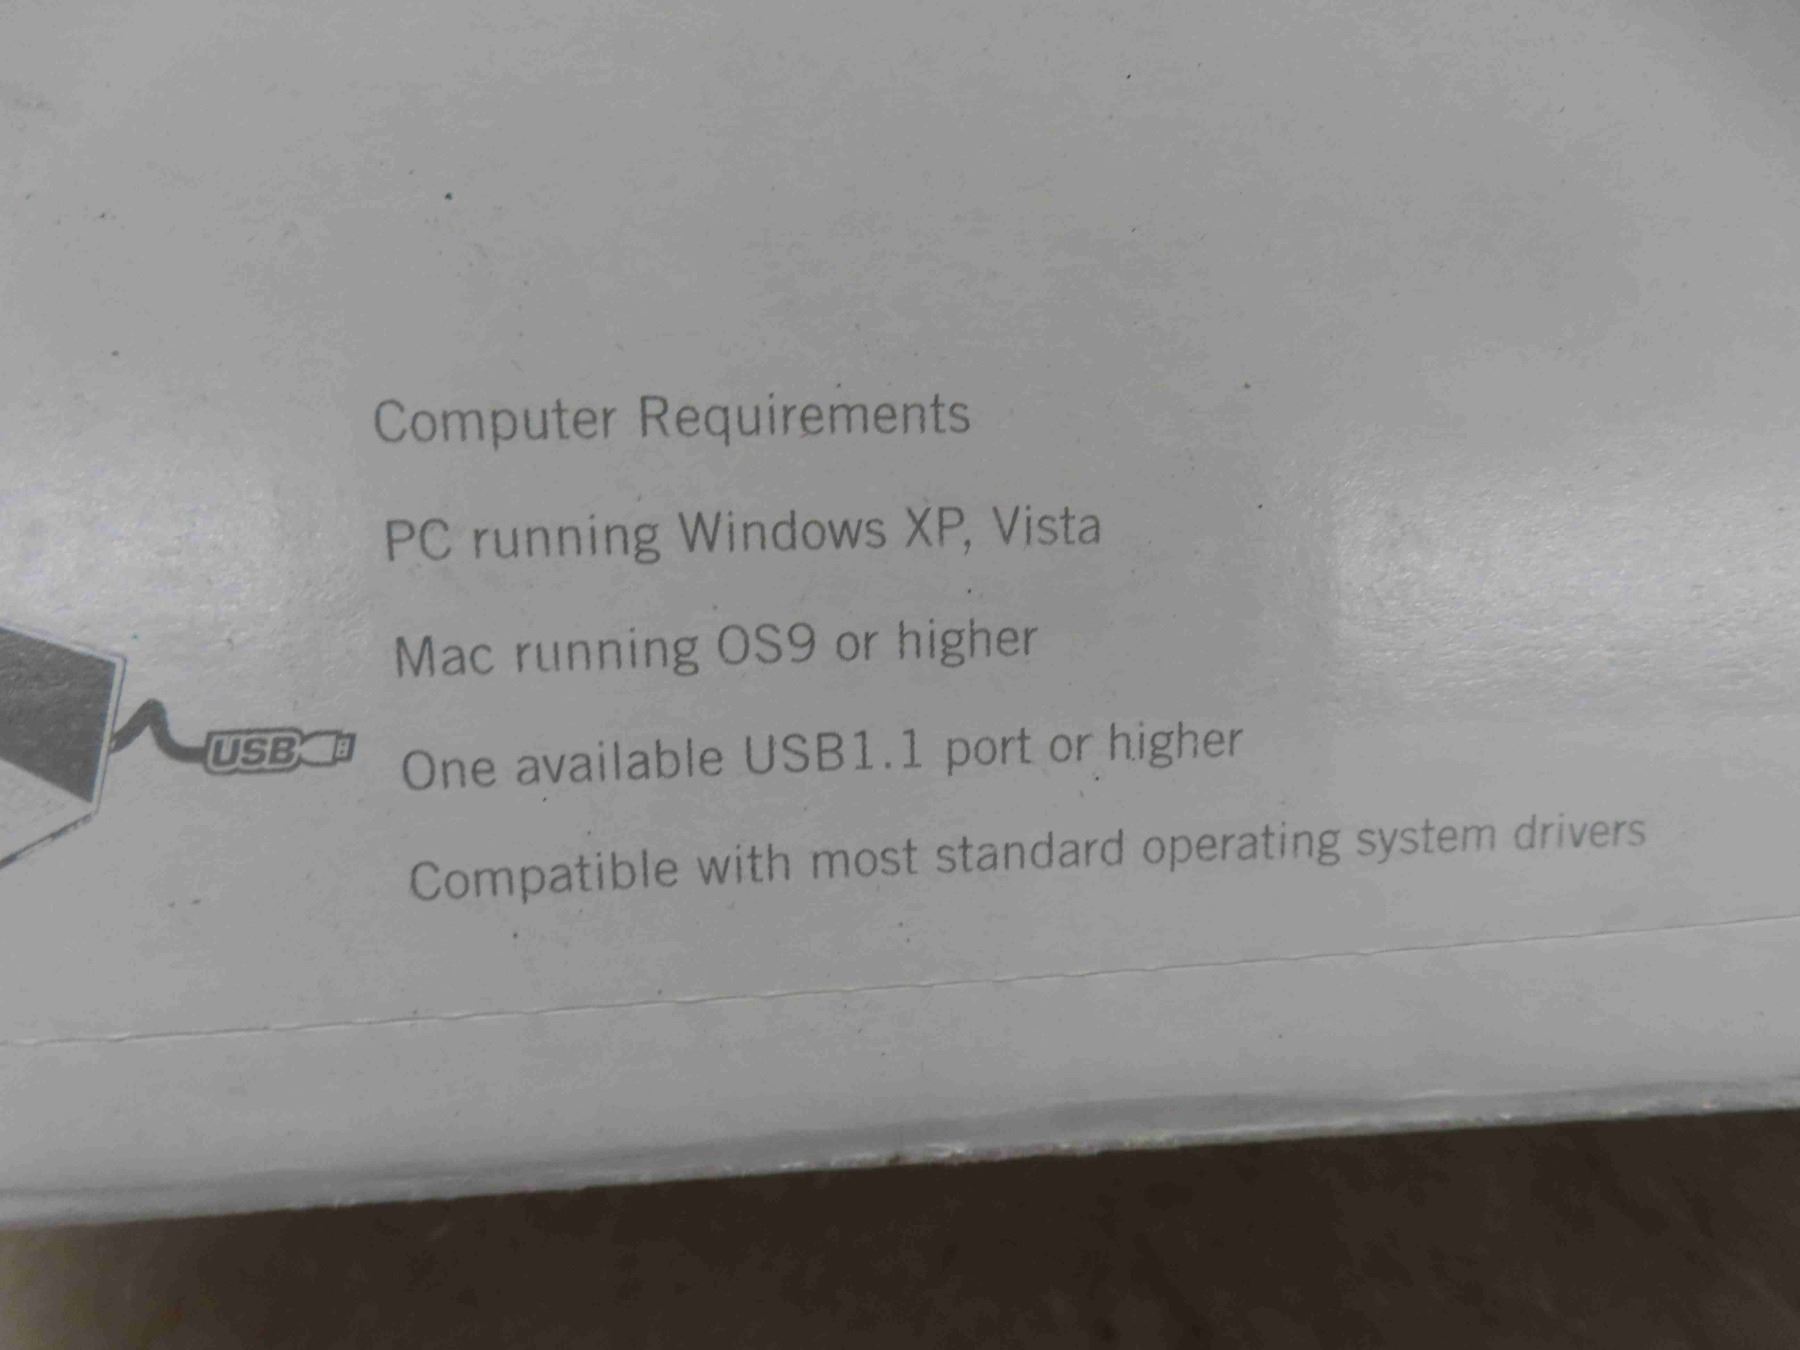 Computer Requirements
PC running Windows XP, Vista
Mac running OS9 or higher
USB
One available USB1.1 port or higher
Compatible with most standard operating system drivers